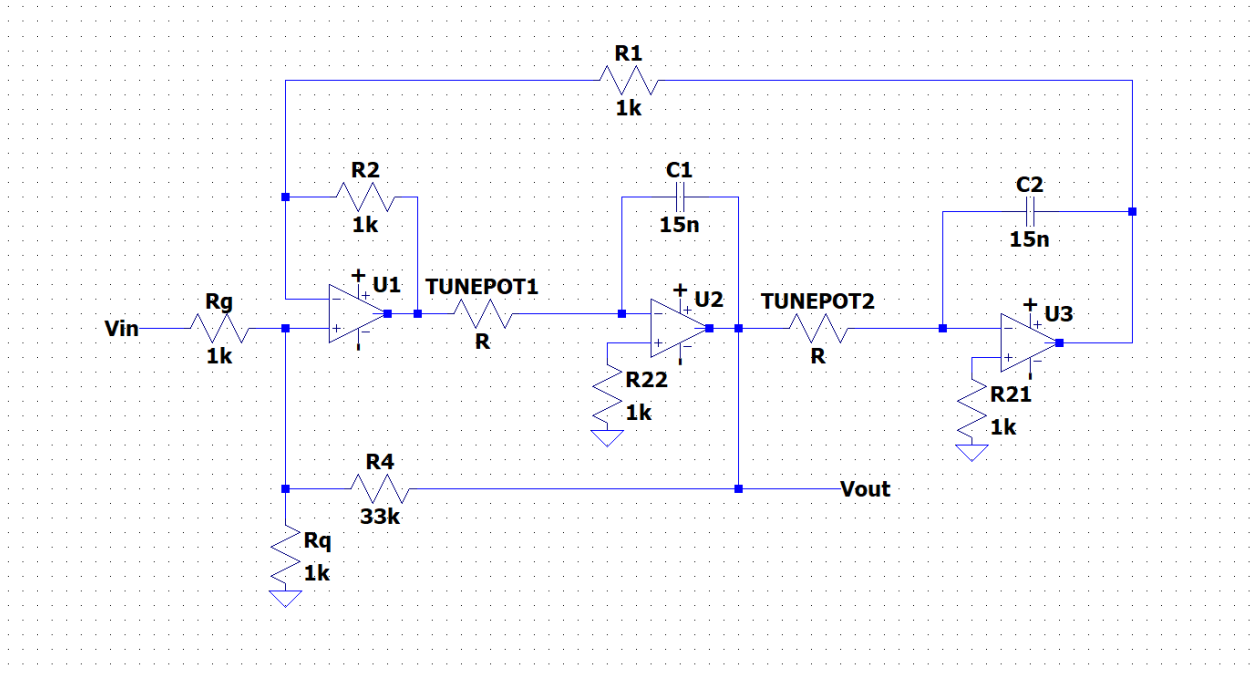 R1
1k
R2
1k
C1
15n
C2
15n
Rg
1k
Vin
U1
TUNEPOT1
R
U2
TUNEPOT2
R
U3
R22
1k
R21
1k
R4
33k
Vout
Rq
1k